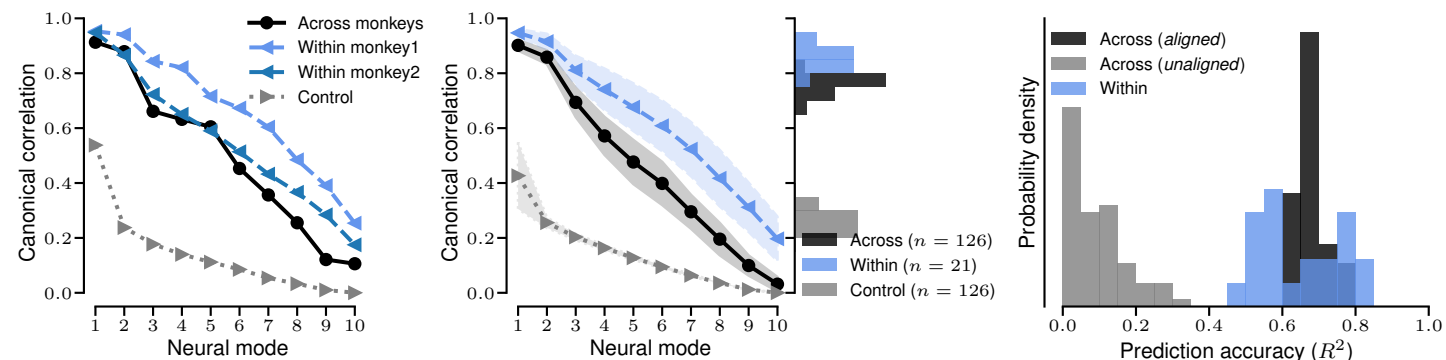 Across monkeys
Within monkey1
Within monkey2
Control
Canonical correlation
1.0
0.8
0.6
0.4
0.2
0.0
1 2 3 4 5 6 7 8 9 10
Neural mode
Canonical correlation
1.0
0.8
0.6
0.4
0.2
0.0
1 2 3 4 5 6 7 8 9 10
Neural mode
Across (n = 126)
Within (n = 21)
Control (n = 126)
Across (aligned)
Across (unaligned)
Within
Probability density
0.0 0.2 0.4 0.6 0.8 1.0
Prediction accuracy (R²)